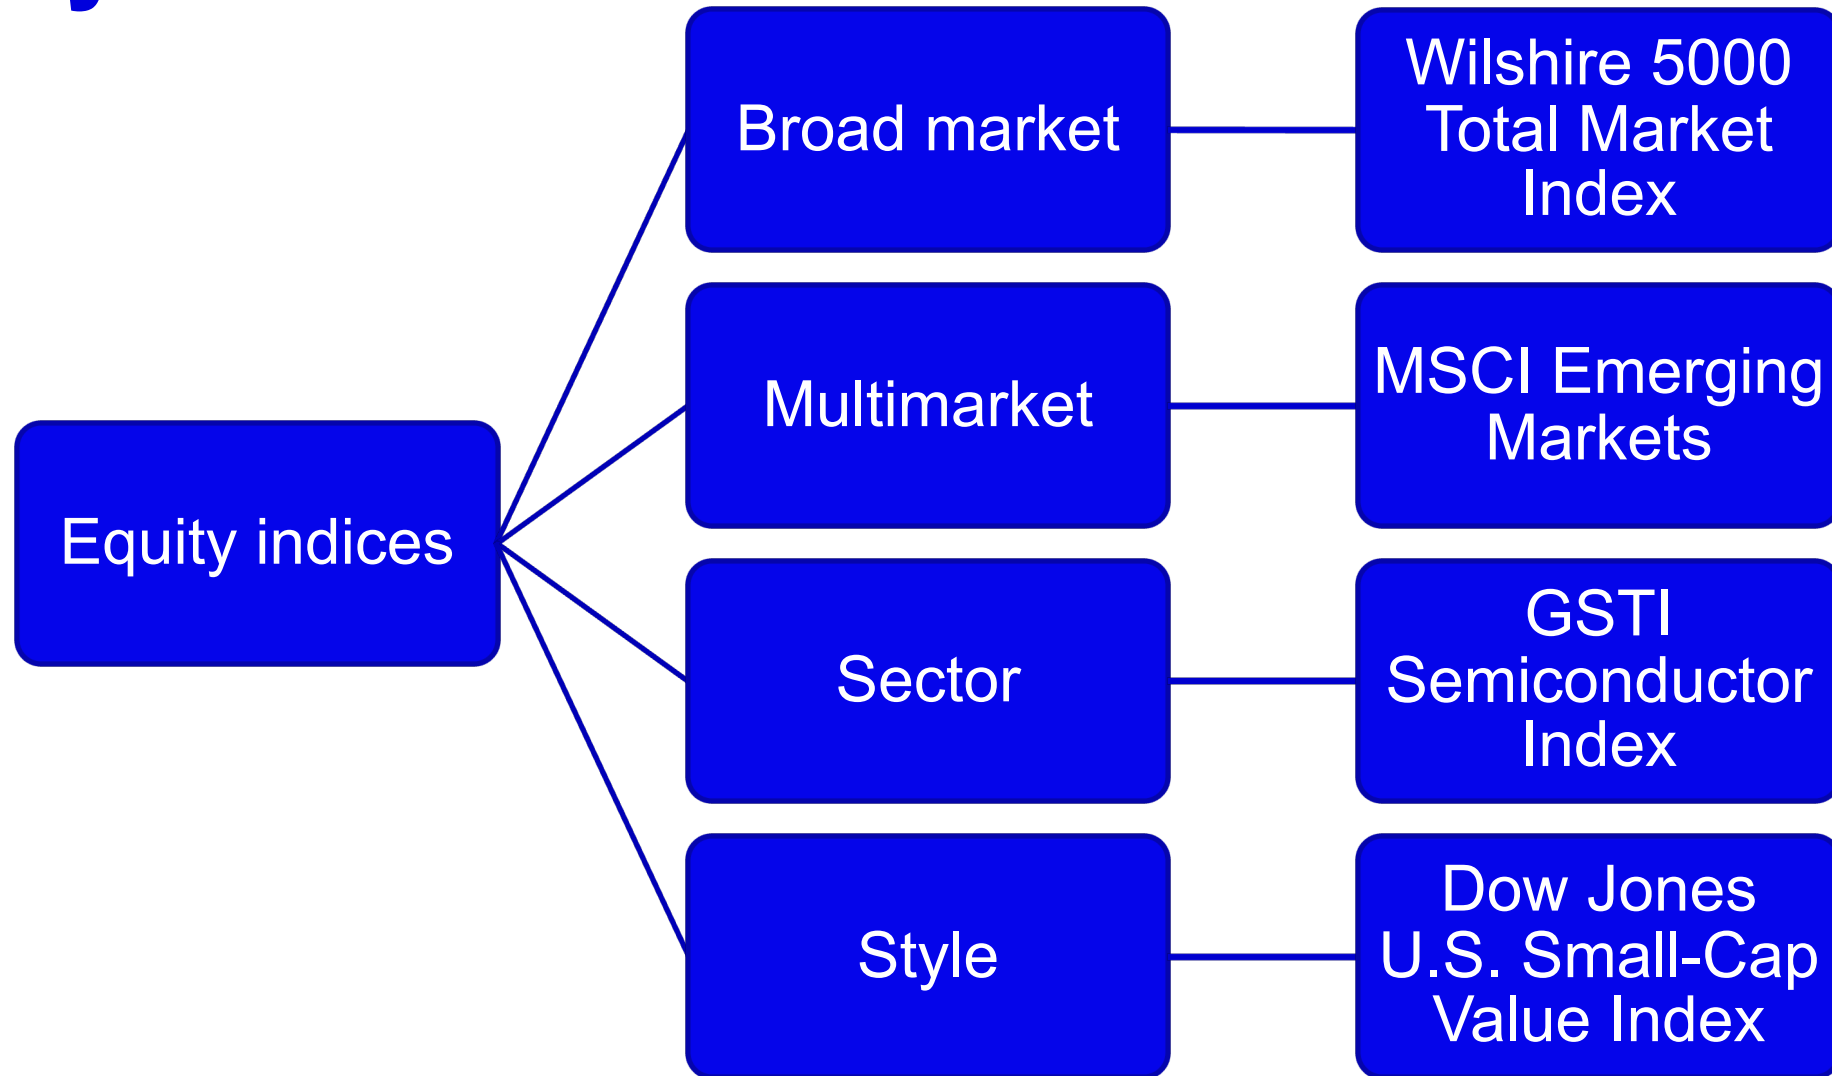 Equity indices
Broad market
Wilshire 5000
Total Market
Index
Multimarket
MSCI Emerging
Markets
Sector
GSTI
Semiconductor
Index
Style
Dow Jones
U.S. Small-Cap
Value Index